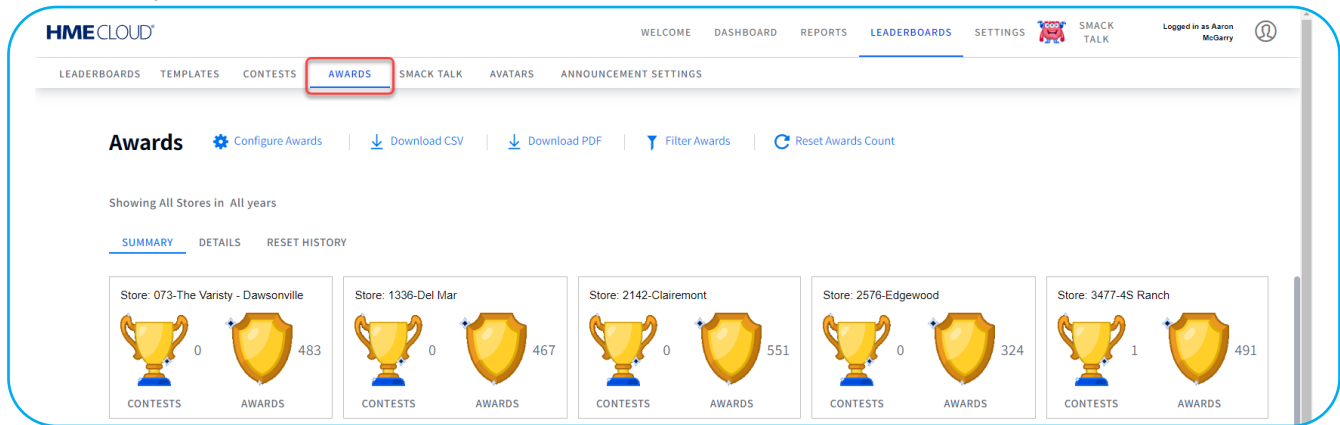 HME CLOUD®
WELCOME DASHBOARD REPORTS LEADERBOARDS SETTINGS SMACK TALK Logged in as Aaron McGarry
LEADERBOARDS TEMPLATES CONTESTS AWARDS SMACK TALK AVATARS ANNOUNCEMENT SETTINGS
Awards Configure Awards Download CSV Download PDF Filter Awards Reset Awards Count
Showing All Stores in All years
SUMMARY DETAILS RESET HISTORY
Store: 073-The Varisty - Dawsonville Store: 1336-Del Mar Store: 2142-Clairemont Store: 2576-Edgewood Store: 3477-4S Ranch
0 483 0 467 0 551 0 324 1 491
CONTESTS AWARDS CONTESTS AWARDS CONTESTS AWARDS CONTESTS AWARDS CONTESTS AWARDS